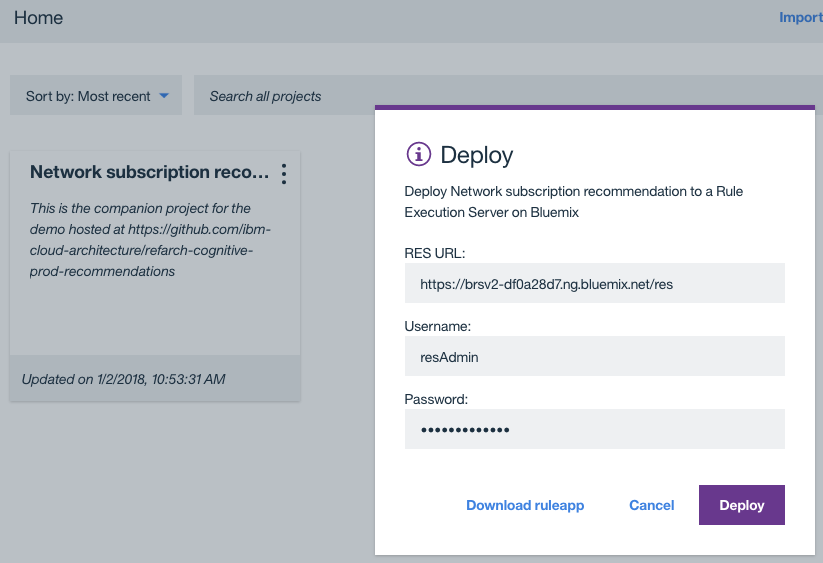 Home
Import
Sort by: Most recent
Search all projects
Network subscription reco...
This is the companion project for the
demo hosted at https://github.com/ibm-
cloud-architecture/refarch-cognitive-
prod-recommendations
Updated on 1/2/2018, 10:53:31 AM
Deploy
Deploy Network subscription recommendation to a Rule
Execution Server on Bluemix
RES URL:
https://brsv2-df0a28d7.ng.bluemix.net/res
Username:
resAdmin
Password:
•••••••••••••
Download ruleapp
Cancel
Deploy